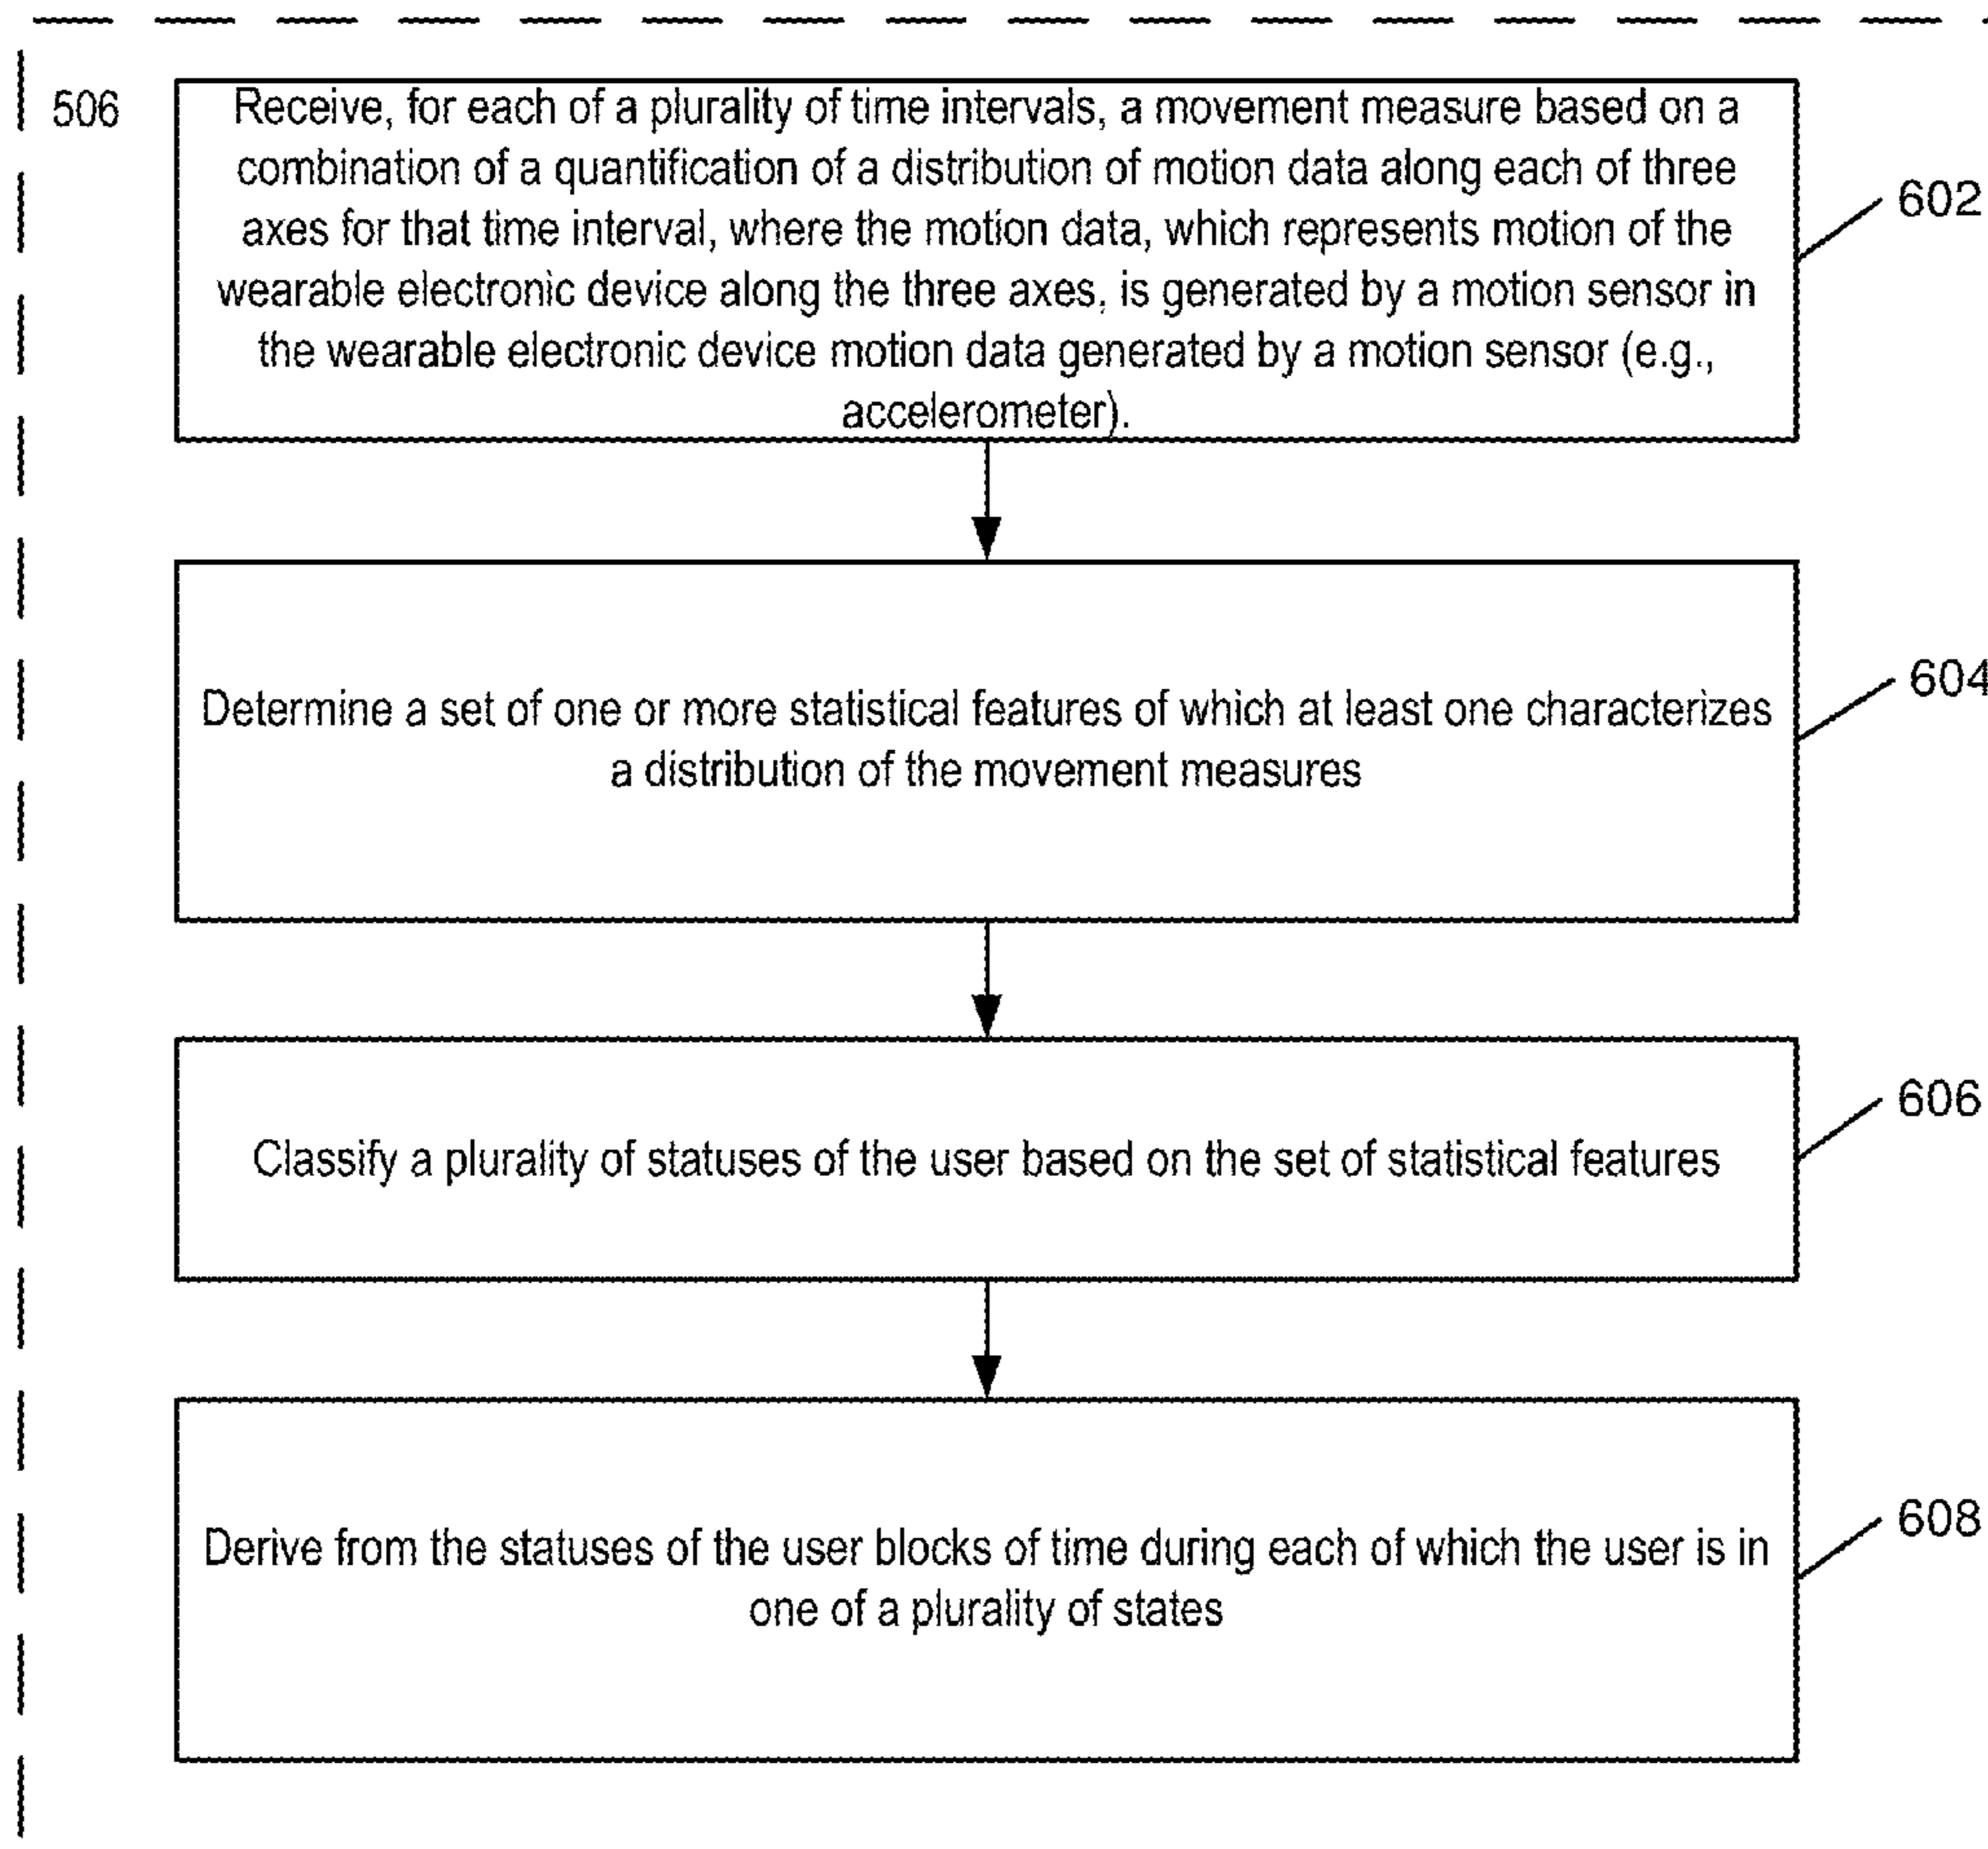 506
Receive, for each of a plurality of time intervals, a movement measure based on a
combination of a quantification of a distribution of motion data along each of three
axes for that time interval, where the motion data, which represents motion of the
wearable electronic device along the three axes, is generated by a motion sensor in
the wearable electronic device motion data generated by a motion sensor (e.g.,
accelerometer).
602
Determine a set of one or more statistical features of which at least one characterizes
a distribution of the movement measures
604
Classify a plurality of statuses of the user based on the set of statistical features
606
Derive from the statuses of the user blocks of time during each of which the user is in
one of a plurality of states
608